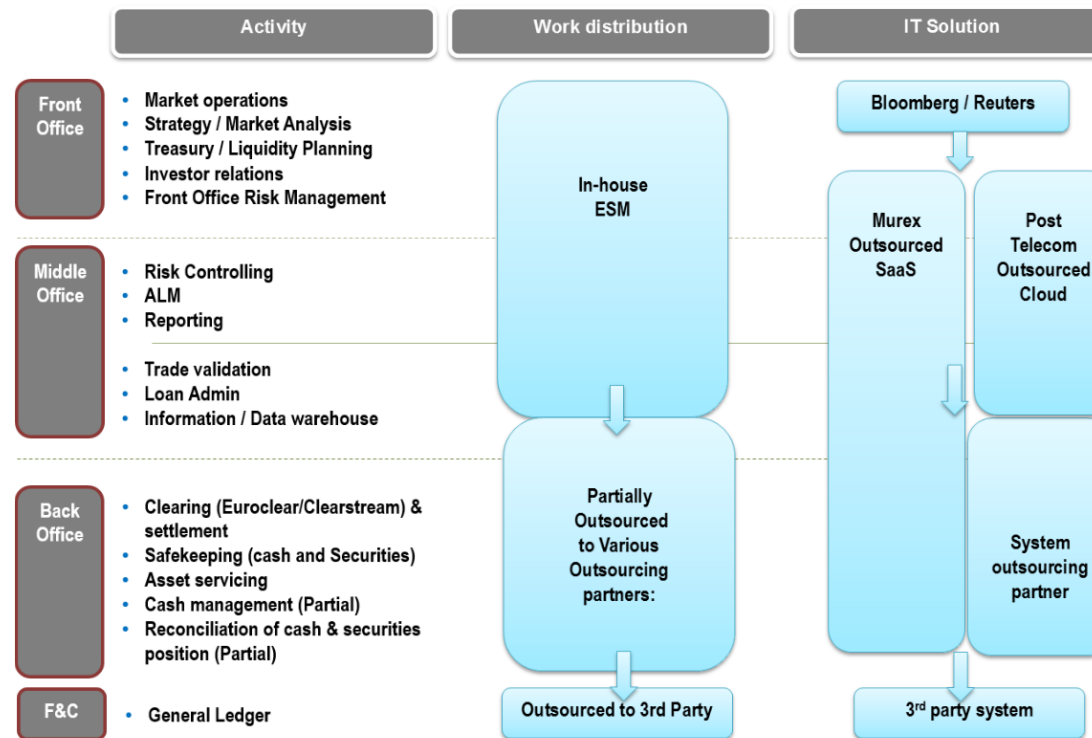 Activity
Work distribution
IT Solution
Front
Office
• Market operations
• Strategy / Market Analysis
• Treasury / Liquidity Planning
• Investor relations
• Front Office Risk Management
In-house
ESM
Bloomberg / Reuters
Murex
Outsourced
SaaS
Post
Telecom
Outsourced
Cloud
Middle
Office
• Risk Controlling
• ALM
• Reporting
• Trade validation
• Loan Admin
• Information / Data warehouse
Back
Office
• Clearing (Euroclear/Clearstream) &
settlement
• Safekeeping (cash and Securities)
• Asset servicing
• Cash management (Partial)
• Reconciliation of cash & securities
position (Partial)
Partially
Outsourced
to Various
Outsourcing
partners:
System
outsourcing
partner
F&C
• General Ledger
Outsourced to 3rd Party
3rd party system